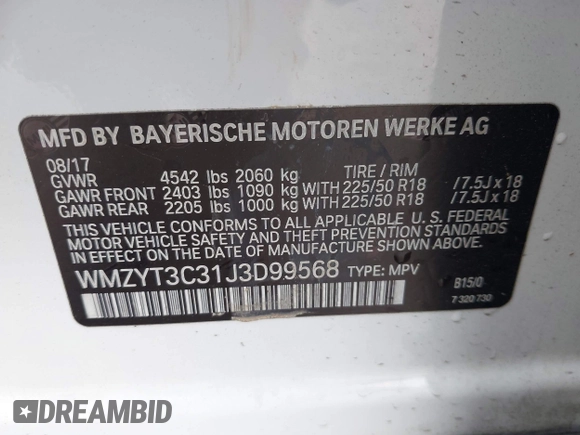 MFD BY BAYERISCHE MOTOREN WERKE AG
08/17 TIRE / RIM
GVWR 4542 lbs 2060 kg
GAWR FRONT 2403 lbs 1090 kg WITH 225/50 R18 /7.5J x 18
GAWR REAR 2205 lbs 1000 kg WITH 225/50 R18 /7.5J x 18
THIS VEHICLE CONFORMS TO ALL APPLICABLE U. S. FEDERAL
MOTOR VEHICLE SAFETY AND THEFT PREVENTION STANDARDS
IN EFFECT ON THE DATE OF MANUFACTURE SHOWN ABOVE.
WMZYT3C31J3D99568 TYPE: MPV
B15/0
7 320 730
DREAMBID